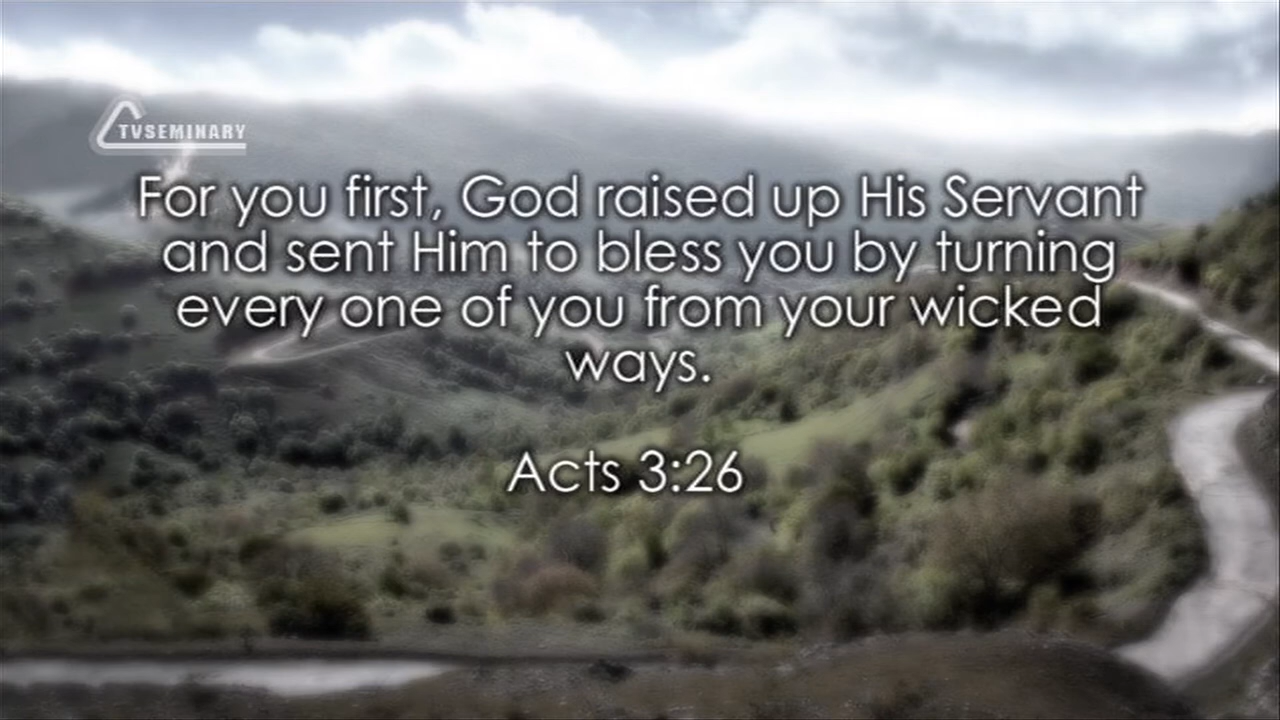 TVSEMINARY
For you first, God raised up His Servant
and sent Him to bless you by turning
every one of you from your wicked
ways.
Acts 3:26